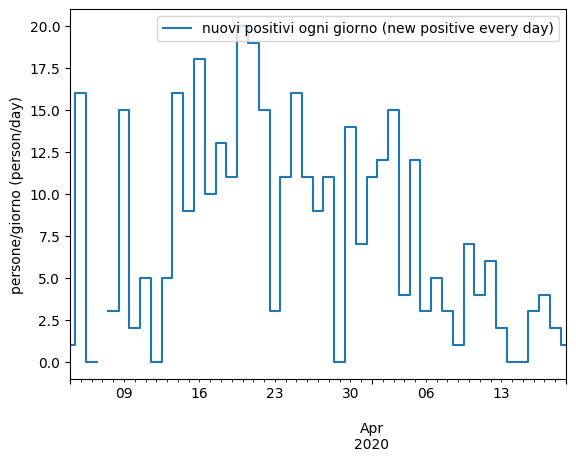 nuovi positivi ogni giorno (new positive every day)
persone/giorno (person/day)
20.0
17.5
15.0
12.5
10.0
7.5
5.0
2.5
0.0
09 16 23 30 06 13
Apr
2020